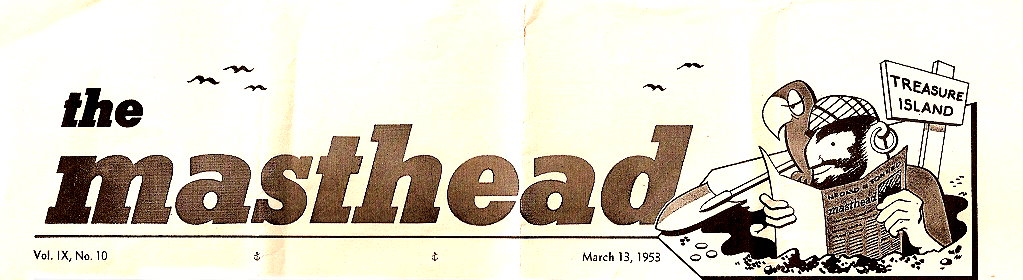 the
masthead
TREASURE
ISLAND
masthead
Vol. IX, No. 10
March 13, 1953